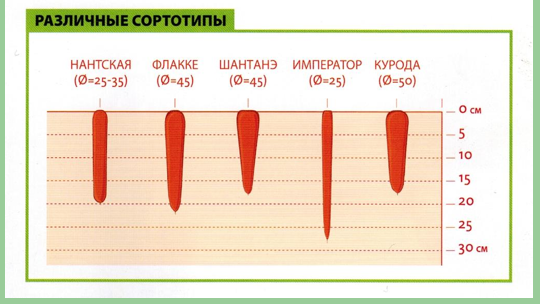 РАЗЛИЧНЫЕ СОРТОТИПЫ
НАНТСКАЯ ФЛАККЕ ШАНТАНЭ ИМПЕРАТОР КУРОДА
(Ø=25-35) (Ø=45) (Ø=45) (Ø=25) (Ø=50)
0 см
5
10
15
20
25
30 см